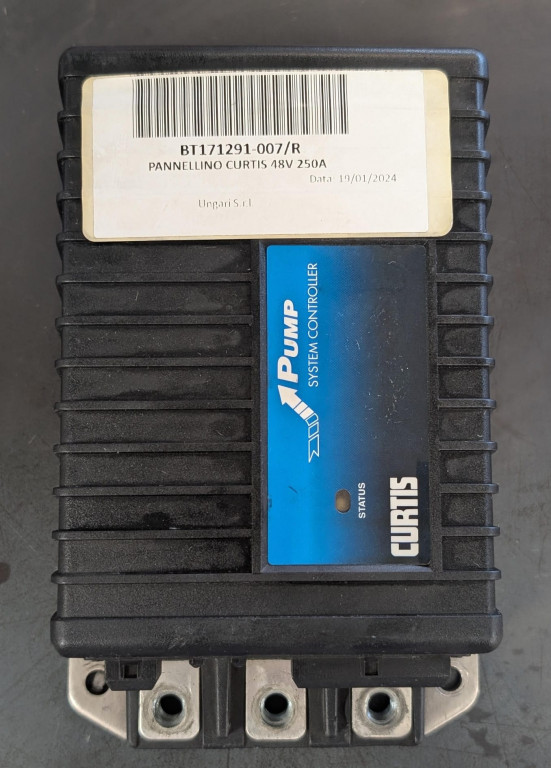 BT171291-007/R
PANNELLINO CURTIS 48V 250A
Data: 19/01/2024
Ungari S.r.l
PUMP
SYSTEM CONTROLLER
STATUS
CURTIS